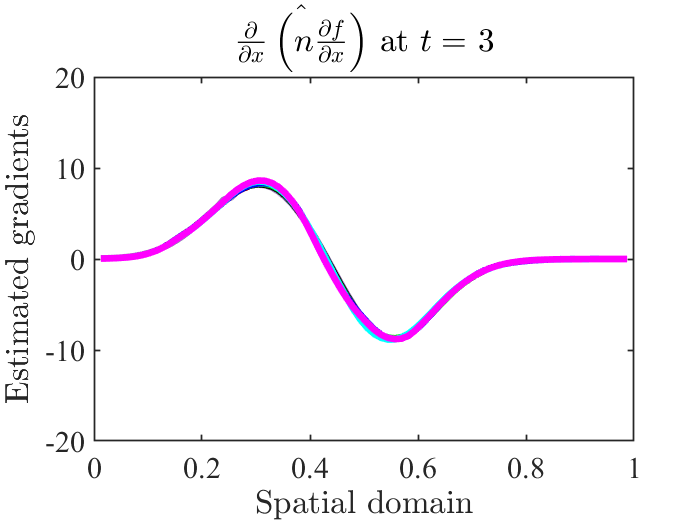 ∂/∂x (n̂ ∂f/∂x) at t = 3
20
10
0
-10
-20
Estimated gradients
0 0.2 0.4 0.6 0.8 1
Spatial domain